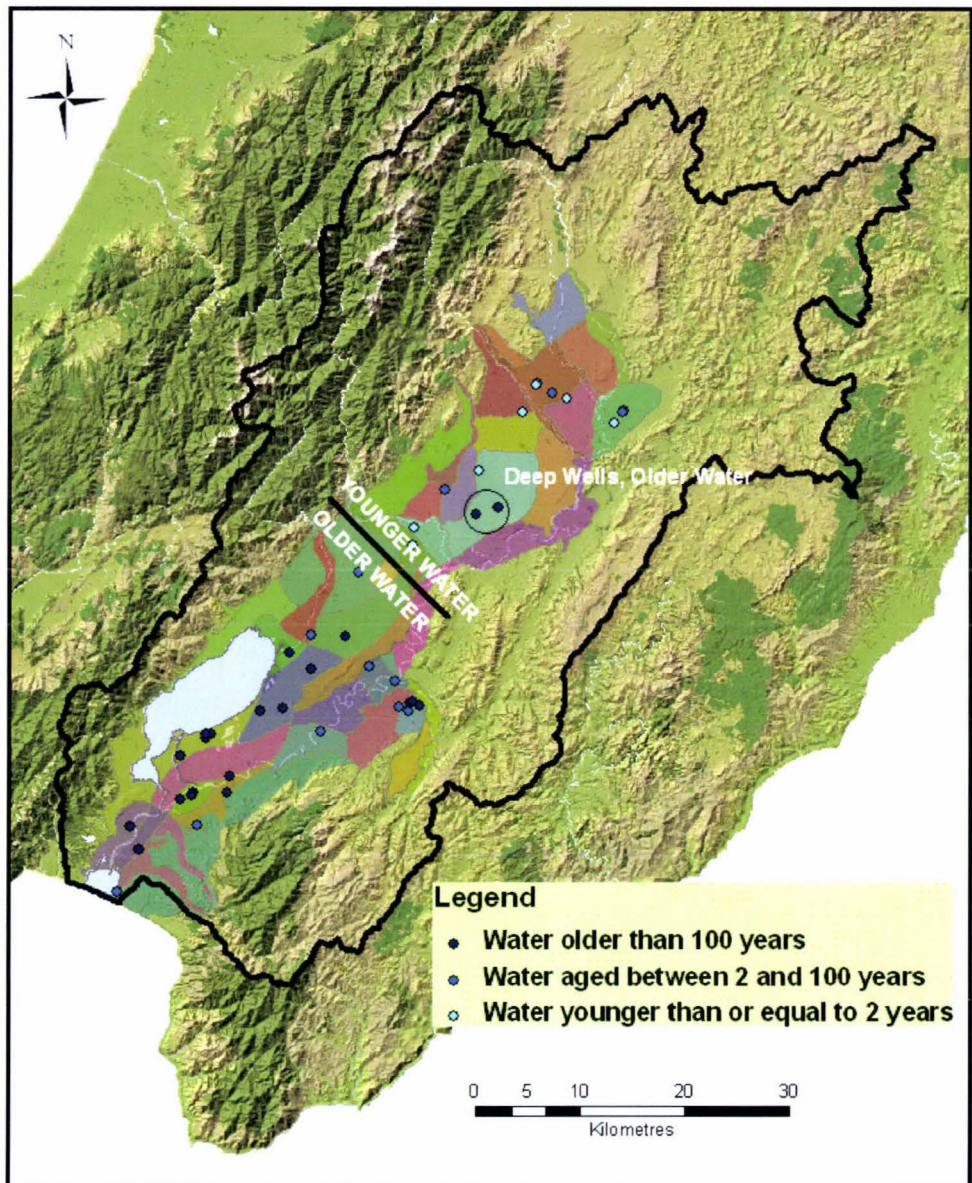 N
Deep Wells, Older Water
YOUNGER WATER
OLDER WATER
Legend
Water older than 100 years
Water aged between 2 and 100 years
Water younger than or equal to 2 years
0 5 10 20 30
Kilometres